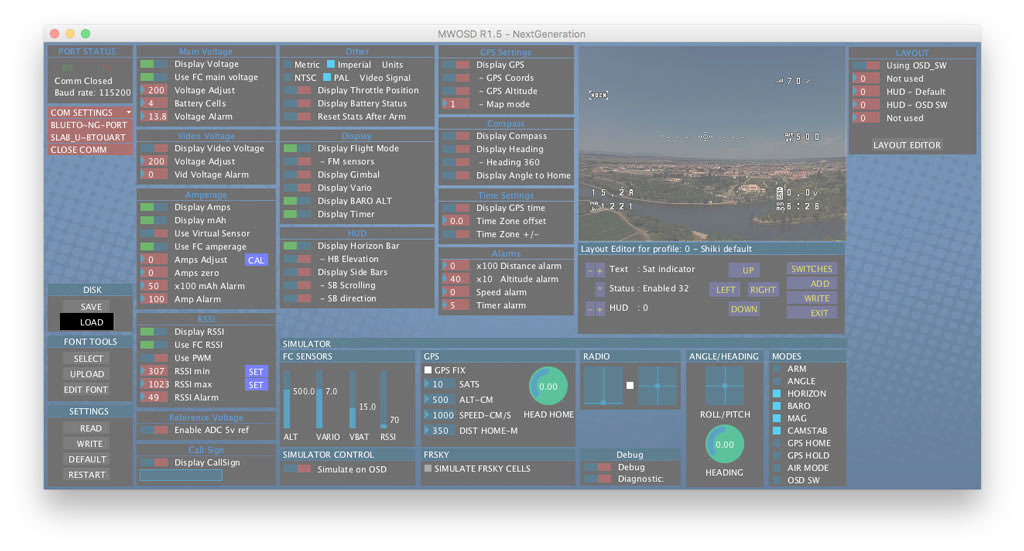 MWOSD R1.5 - NextGeneration
PORT STATUS
RX TX
Comm Closed
Baud rate: 115200
COM SETTINGS
BLUETO-NG-PORT
SLAB_U-BTOUART
CLOSE COMM
DISK
SAVE
LOAD
FONT TOOLS
SELECT
UPLOAD
EDIT FONT
SETTINGS
READ
WRITE
DEFAULT
RESTART
Main Voltage
Display Voltage
Use FC main voltage
200 Voltage Adjust
4 Battery Cells
13.8 Voltage Alarm
Video Voltage
Display Video Voltage
200 Voltage Adjust
0 Vid Voltage Alarm
Amperage
Display Amps
Display mAh
Use Virtual Sensor
Use FC amperage
0 Amps Adjust CAL
0 Amps zero
50 x100 mAh Alarm
100 Amp Alarm
RSSI
Display RSSI
Use FC RSSI
Use PWM
307 RSSI min SET
1023 RSSI max SET
49 RSSI Alarm
Reference Voltage
Enable ADC 5v ref
Call Sign
Display CallSign
Other
Metric Imperial Units
NTSC PAL Video Signal
Display Throttle Position
Display Battery Status
Reset Stats After Arm
Display
Display Flight Mode
- FM sensors
Display Gimbal
Display Vario
Display BARO ALT
Display Timer
HUD
Display Horizon Bar
- HB Elevation
Display Side Bars
- SB Scrolling
- SB direction
GPS Settings
Display GPS
- GPS Coords
- GPS Altitude
1 - Map mode
Compass
Display Compass
Display Heading
- Heading 360
Display Angle to Home
Time Settings
Display GPS time
0.0 Time Zone offset
Time Zone +/-
Alarms
0 x100 Distance alarm
40 x10 Altitude alarm
0 Speed alarm
5 Timer alarm
70
HORZ
500
15.2A
0.0v
1221
26:26
Layout Editor for profile: 0 - Shiki default
- + Text : Sat indicator UP SWITCHES
* Status : Enabled 32 LEFT RIGHT ADD
WRITE
- + HUD : 0 DOWN EXIT
LAYOUT
Using OSD_SW
0 Not used
0 HUD - Default
0 HUD - OSD SW
0 Not used
LAYOUT EDITOR
SIMULATOR
FC SENSORS
500.0 7.0 15.0 70
ALT VARIO VBAT RSSI
SIMULATOR CONTROL
Simulate on OSD
GPS
GPS FIX
10 SATS
500 ALT-CM
1000 SPEED-CM/S
350 DIST HOME-M
0.00
HEAD HOME
FRSKY
SIMULATE FRSKY CELLS
RADIO
Debug
Debug
Diagnostic:
ANGLE/HEADING
ROLL/PITCH
0.00
HEADING
MODES
ARM
ANGLE
HORIZON
BARO
MAG
CAMSTAB
GPS HOME
GPS HOLD
AIR MODE
OSD SW